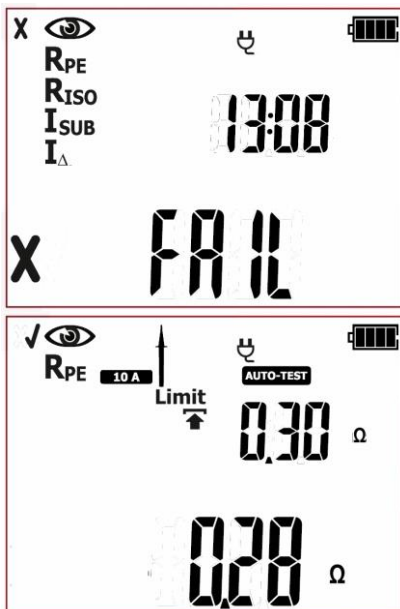 X
RPE
RISO
ISUB
IΔ
13:08
X FAIL
✓
RPE 10 A AUTO-TEST
Limit
0.30 Ω
0.28 Ω